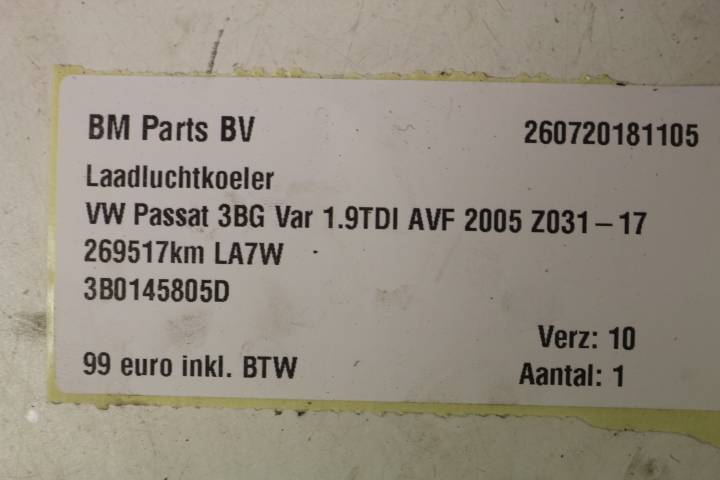 BM Parts BV 260720181105
Laadluchtkoeler
VW Passat 3BG Var 1.9TDI AVF 2005 Z031-17
269517km LA7W
3B0145805D
Verz: 10
99 euro inkl. BTW Aantal: 1